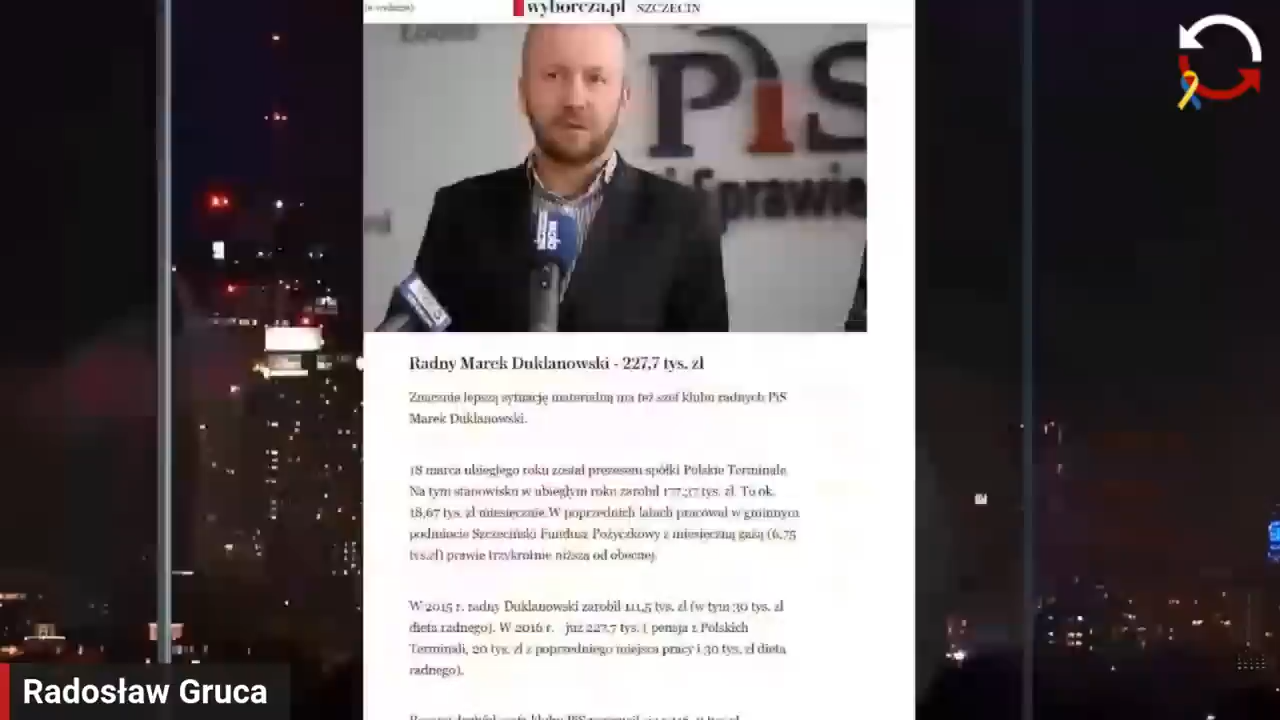 wyborcza.pl SZCZECIN
PiS
Sprawie
Radny Marek Duklanowski - 227,7 tys. zł
Znacznie lepszą sytuację materialną ma też szef klubu radnych PiS
Marek Duklanowski.
18 marca ubiegłego roku został prezesem spółki Polskie Terminale.
Na tym stanowisku w ubiegłym roku zarobił 177,37 tys. zł. To ok.
18,67 tys. zł miesięcznie.W poprzednich latach pracował w gminnym
podmiocie Szczeciński Fundusz Pożyczkowy z miesięczną gażą (6,75
tys.zł) prawie trzykrotnie niższą od obecnej.
W 2015 r. radny Duklanowski zarobił 111,5 tys. zł (w tym 30 tys. zł
dieta radnego). W 2016 r. już 227,7 tys. ( pensja z Polskich
Terminali, 20 tys. zł z poprzedniego miejsca pracy i 30 tys. zł dieta
radnego).
Radosław Gruca